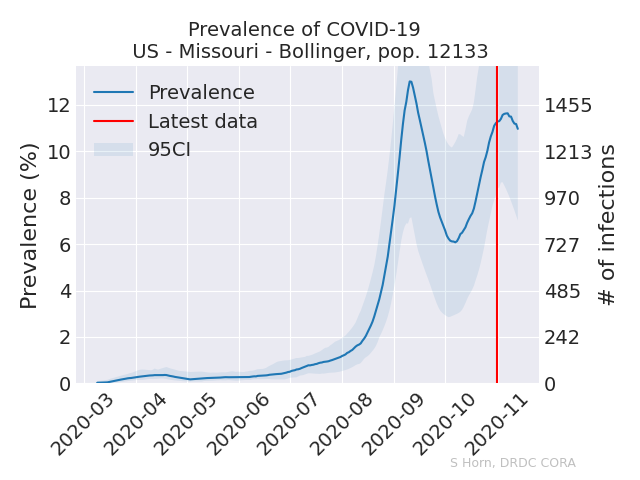 Prevalence of COVID-19
US - Missouri - Bollinger, pop. 12133
Prevalence
Latest data
95CI
Prevalence (%)
12
10
8
6
4
2
0
1455
1213
970
727
485
242
0
# of infections
2020-03
2020-04
2020-05
2020-06
2020-07
2020-08
2020-09
2020-10
2020-11
S Horn, DRDC CORA